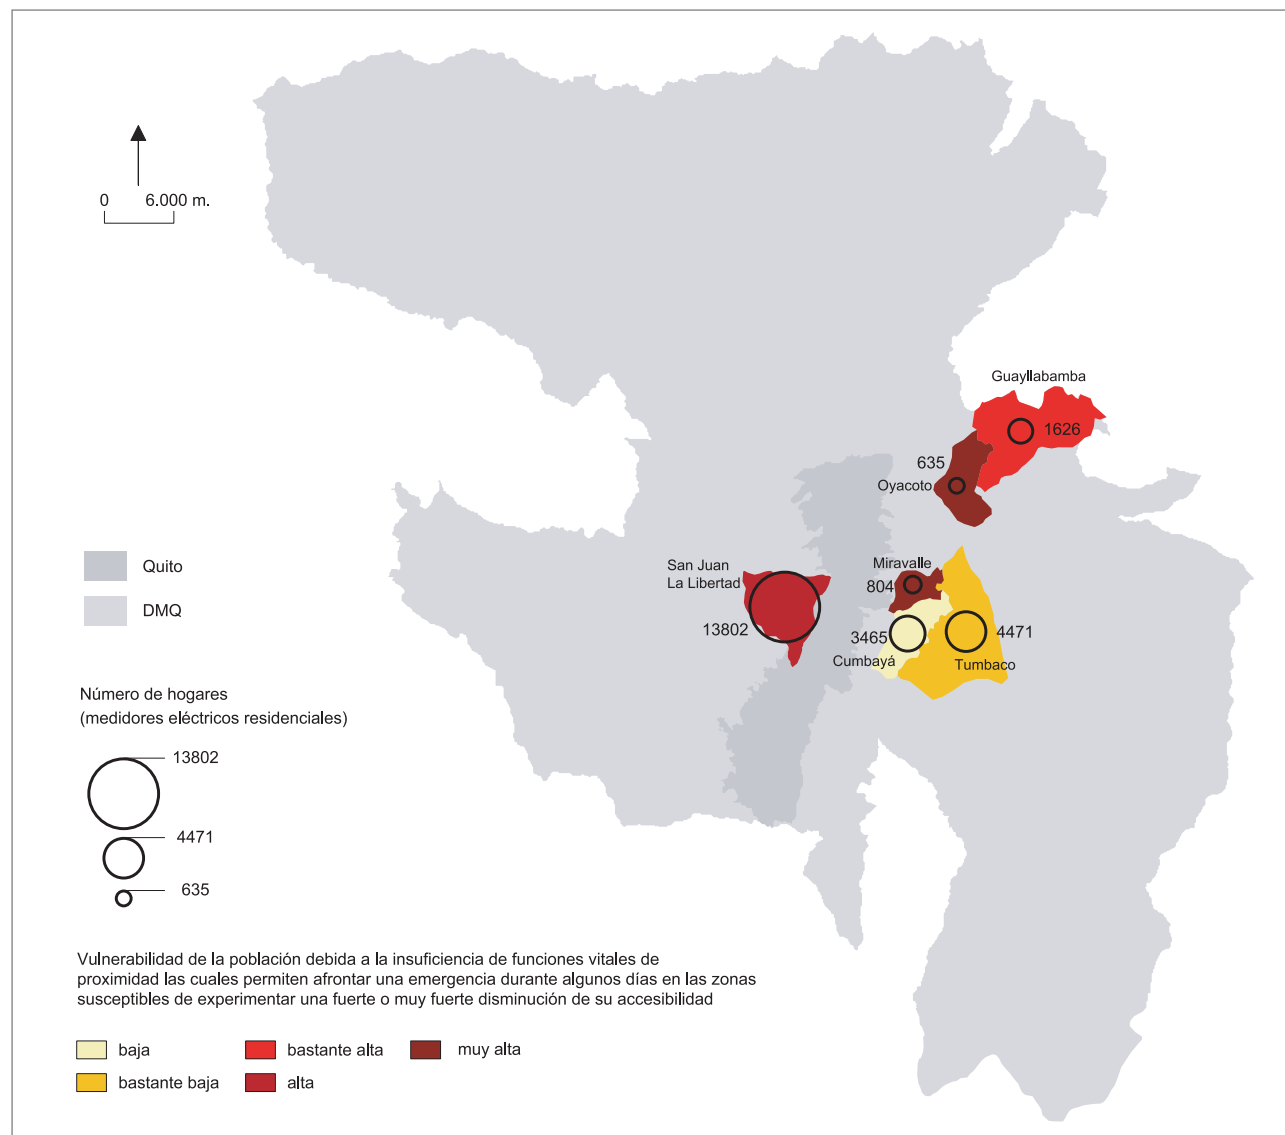 0 6.000 m.
Guayllabamba
1626
635
Oyacoto
San Juan
La Libertad
13802
Miravalle
804
3465
Cumbayá
4471
Tumbaco
Quito
DMQ
Número de hogares
(medidores eléctricos residenciales)
13802
4471
635
Vulnerabilidad de la población debida a la insuficiencia de funciones vitales de
proximidad las cuales permiten afrontar una emergencia durante algunos días en las zonas
susceptibles de experimentar una fuerte o muy fuerte disminución de su accesibilidad
baja
bastante alta
muy alta
bastante baja
alta